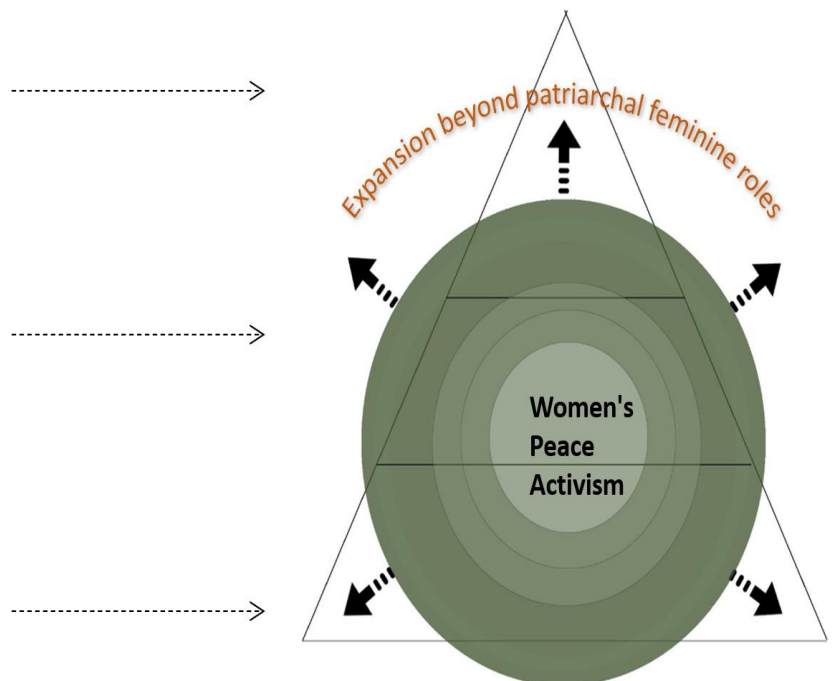 Expansion beyond patriarchal feminine roles
Women's
Peace
Activism